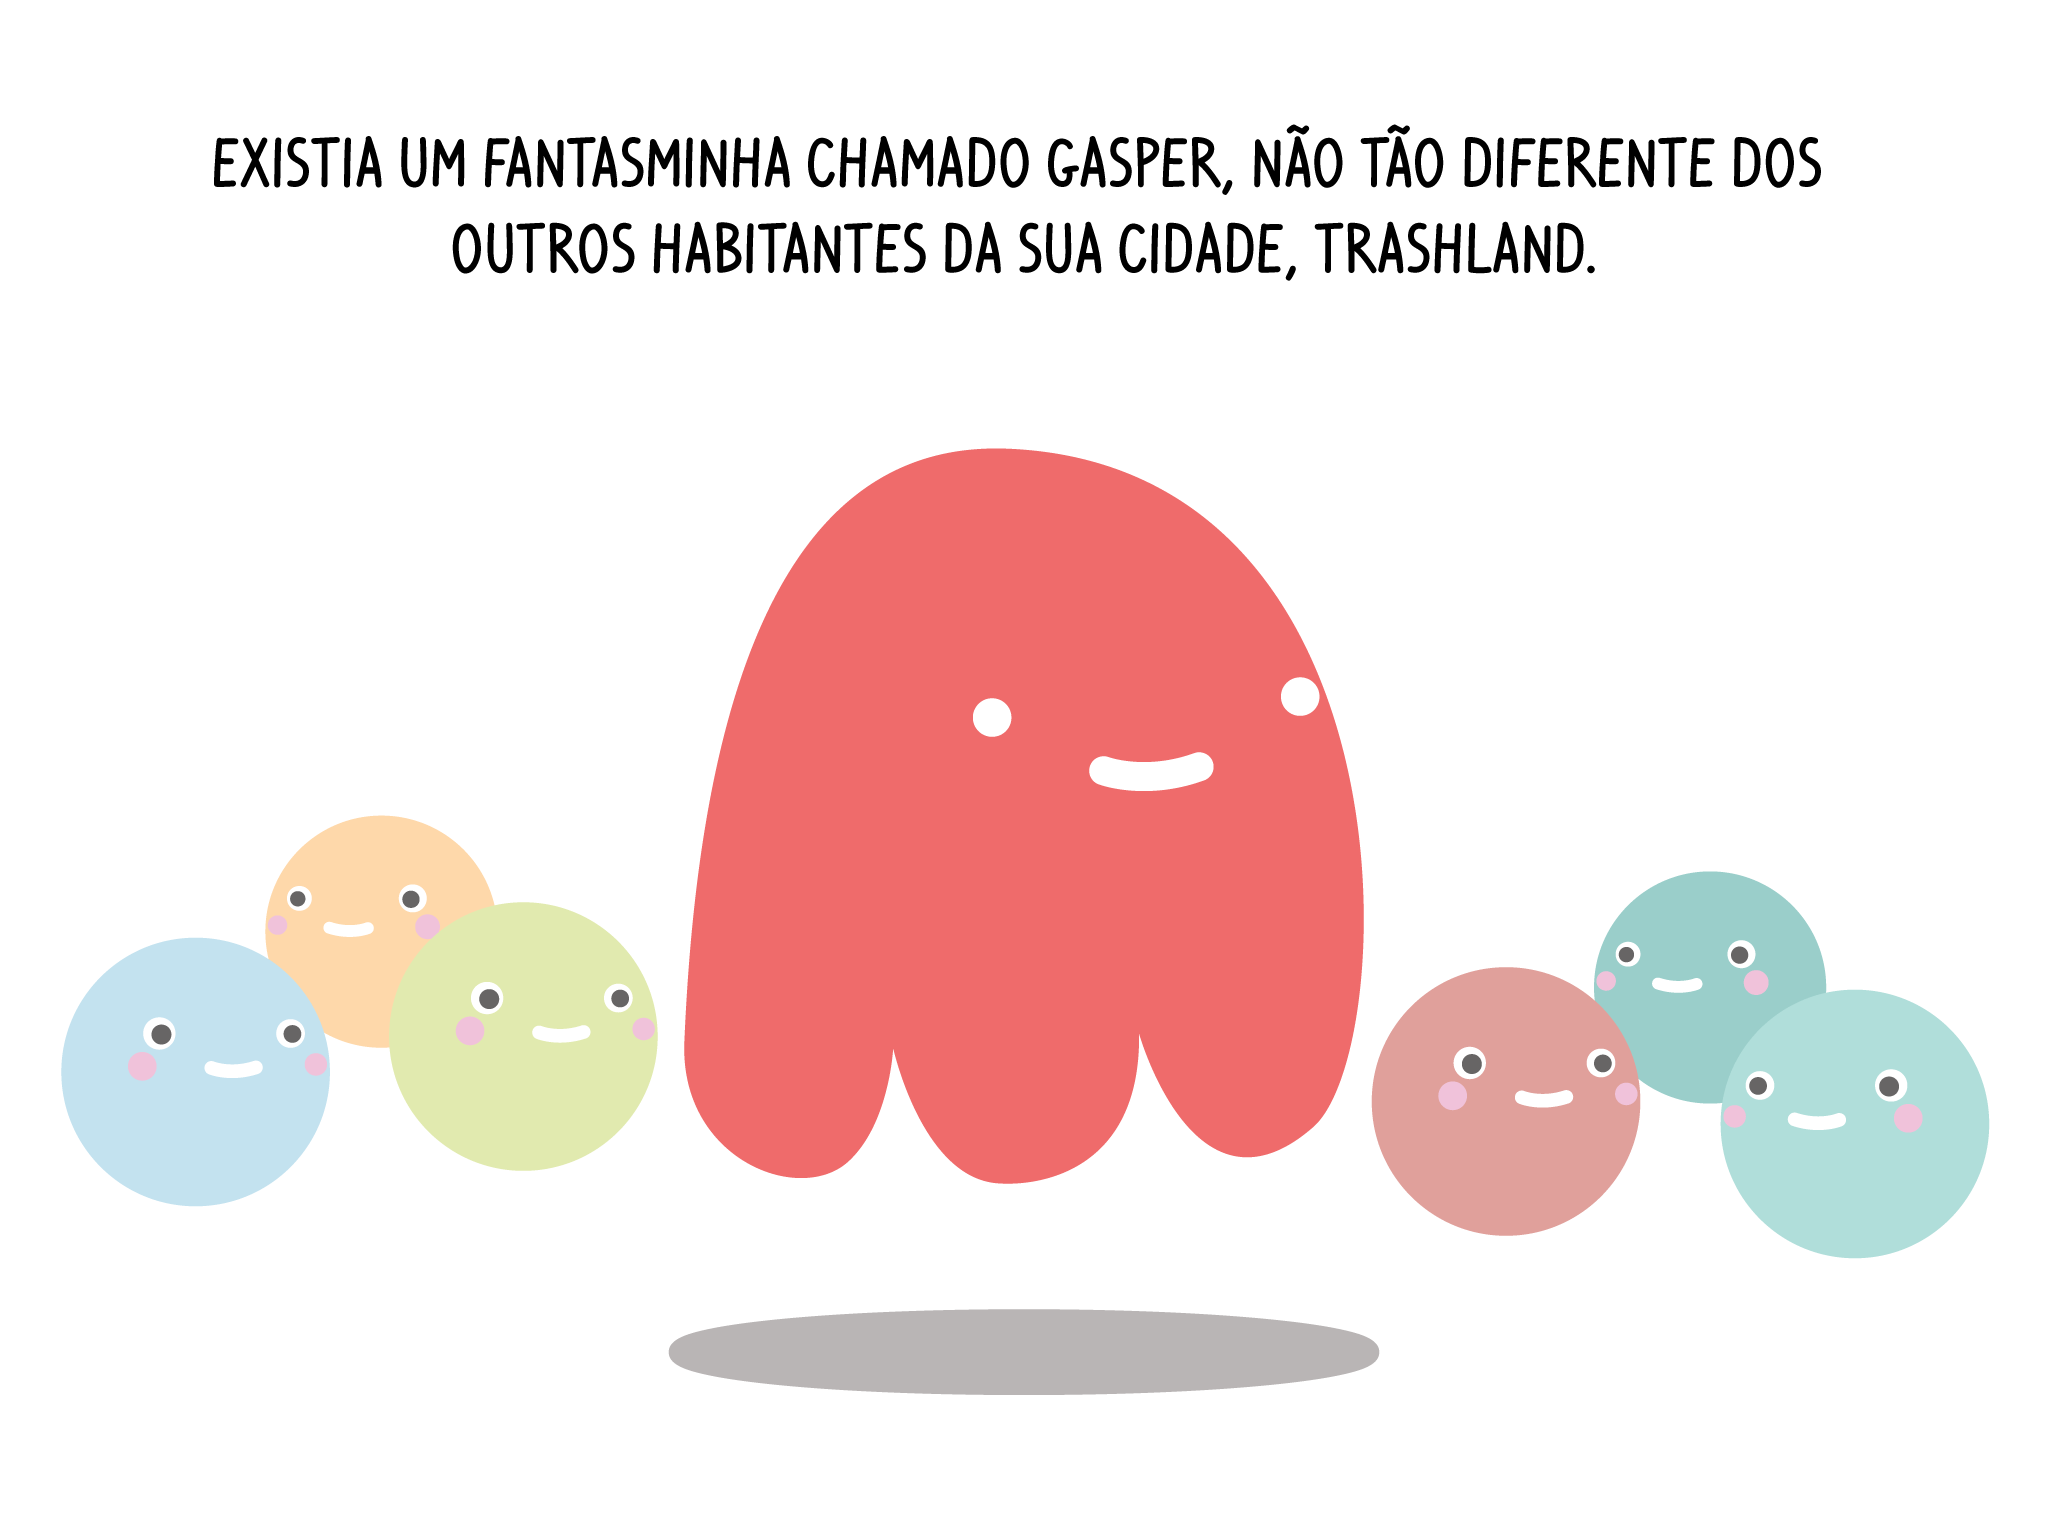 EXISTIA UM FANTASMINHA CHAMADO GASPER, NÃO TÃO DIFERENTE DOS
OUTROS HABITANTES DA SUA CIDADE, TRASHLAND.